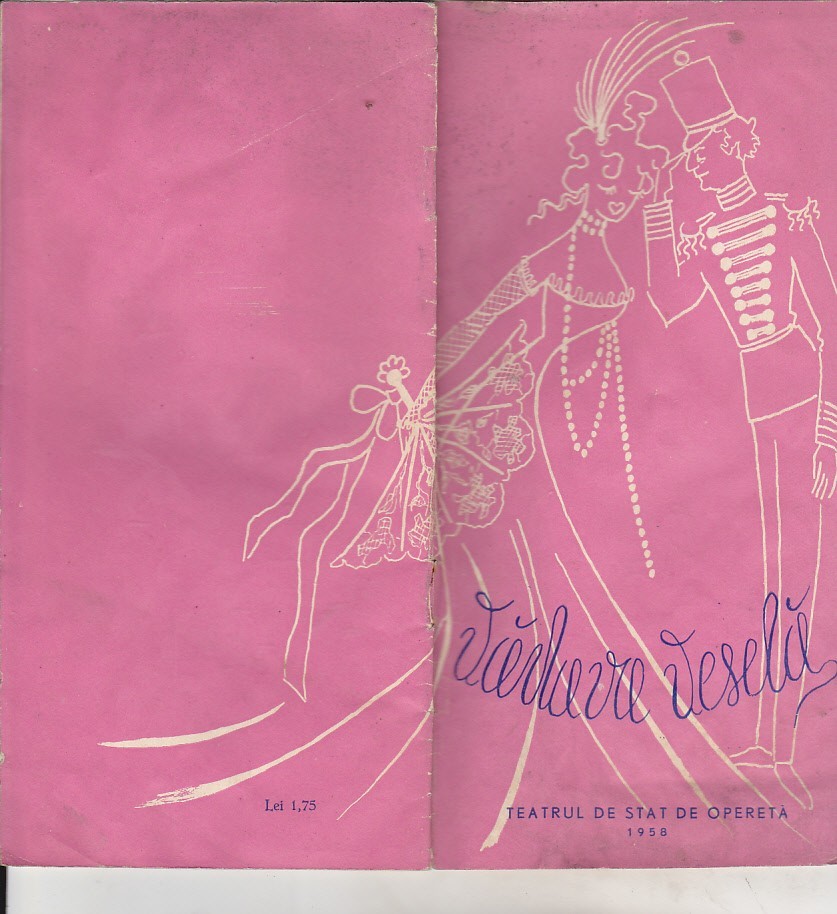 Lei 1,75
Văduva Veselă
TEATRUL DE STAT DE OPERETĂ
1958